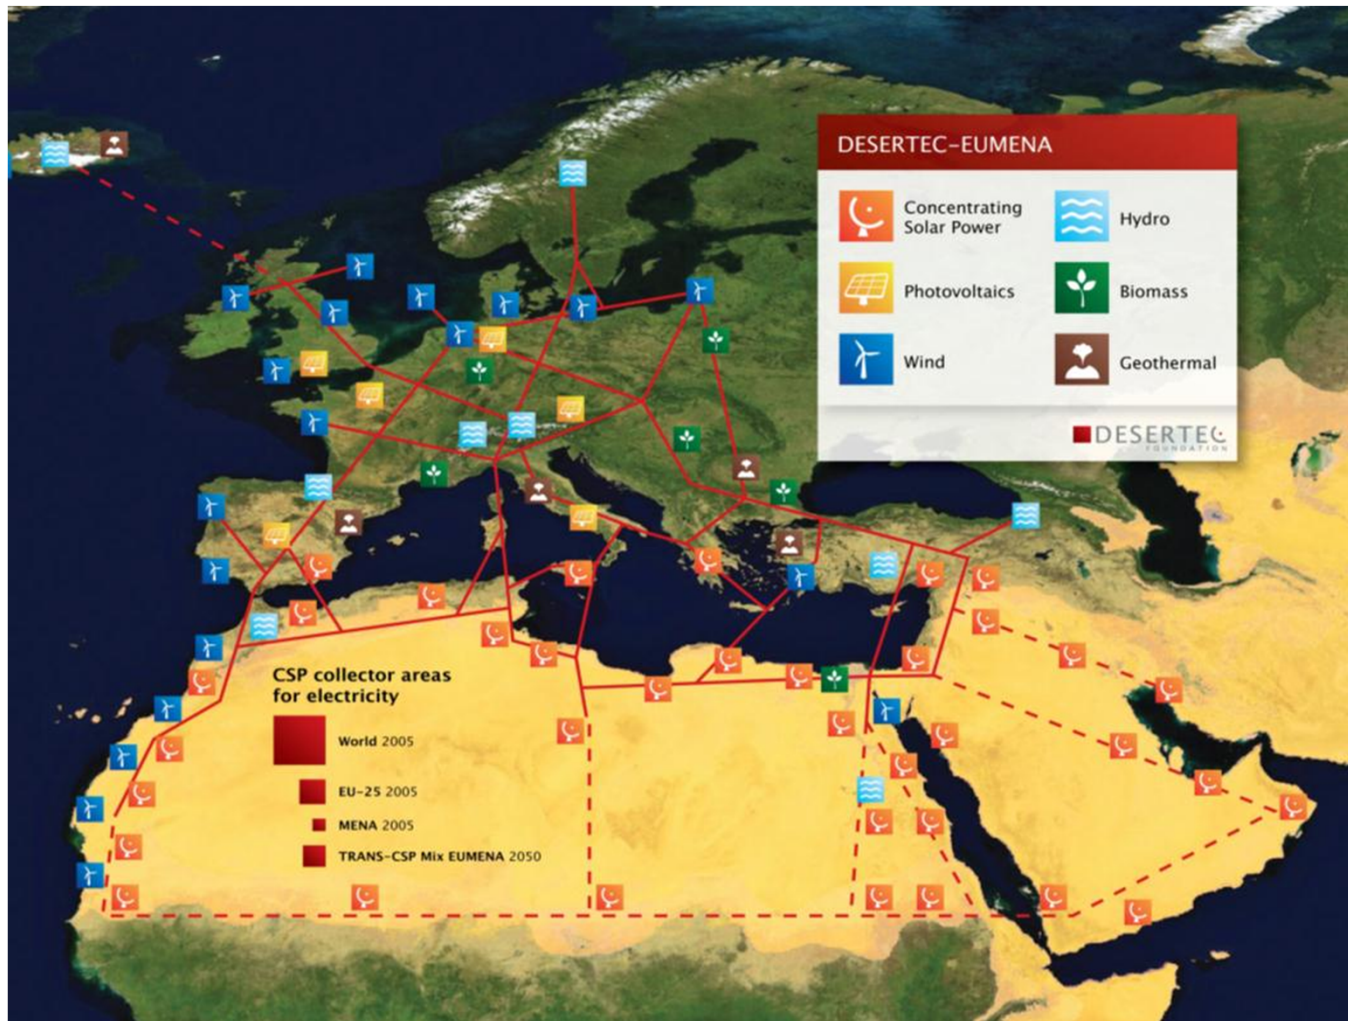 DESERTEC-EUMENA
Concentrating
Solar Power
Hydro
Photovoltaics
Biomass
Wind
Geothermal
DESERTEC
FOUNDATION
CSP collector areas
for electricity
World 2005
EU-25 2005
MENA 2005
TRANS-CSP Mix EUMENA 2050